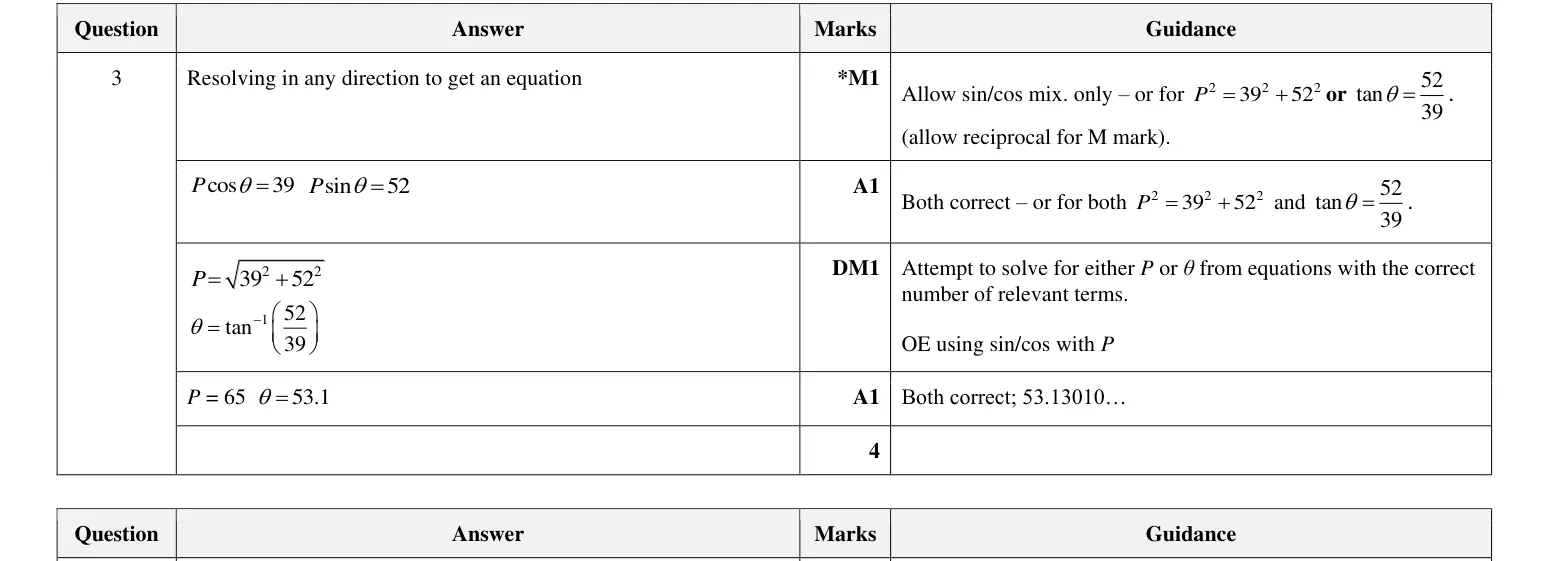 Question Answer Marks Guidance
3 Resolving in any direction to get an equation *M1 Allow sin/cos mix. only – or for P² = 39² + 52² or tan θ = 52/39 .
(allow reciprocal for M mark).
P cos θ = 39 P sin θ = 52 A1 Both correct – or for both P² = 39² + 52² and tan θ = 52/39 .
P = √(39² + 52²) DM1 Attempt to solve for either P or θ from equations with the correct
number of relevant terms.
θ = tan⁻¹(52/39)
OE using sin/cos with P
P = 65 θ = 53.1 A1 Both correct; 53.13010…
4
Question Answer Marks Guidance